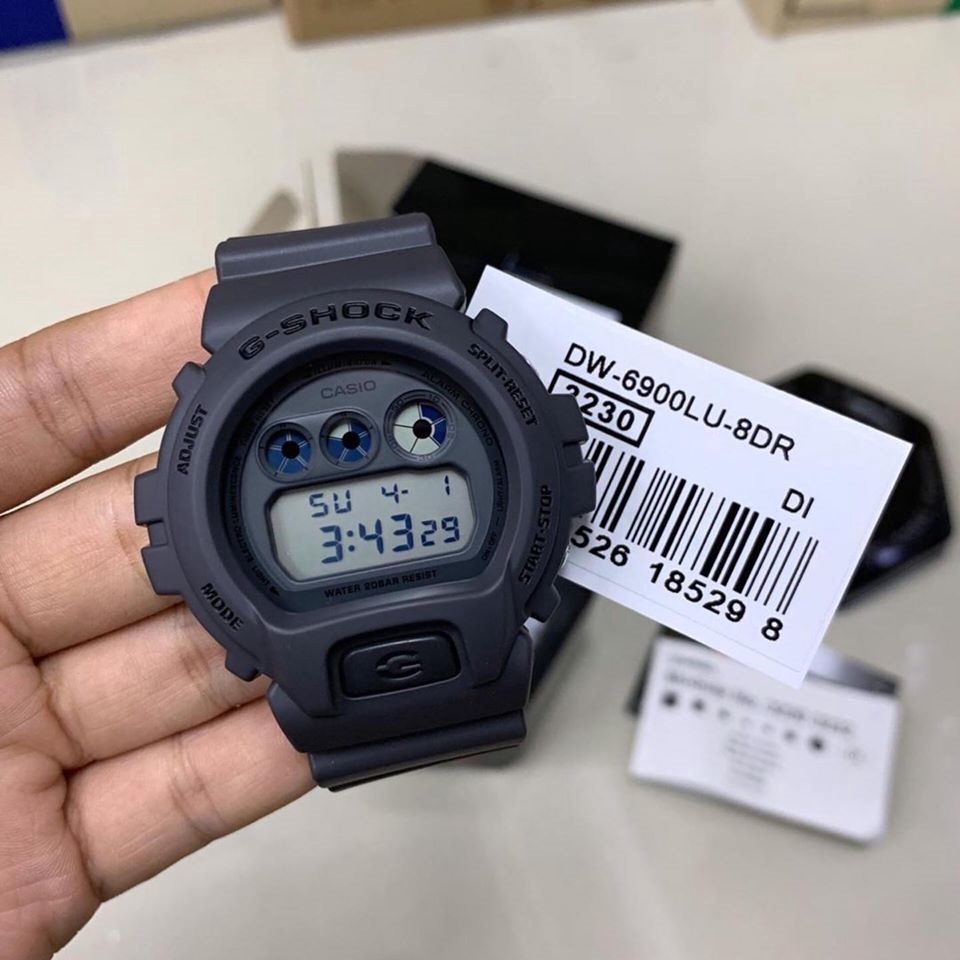 G-SHOCK
SPLIT-RESET
ADJUST
ILLUMINATOR
CASIO
ALARM CHRONO
SU 4- 1
3:43 29
WATER 20BAR RESIST
START-STOP
MODE
G
DW-6900LU-8DR
3230
DI
526 18529 8